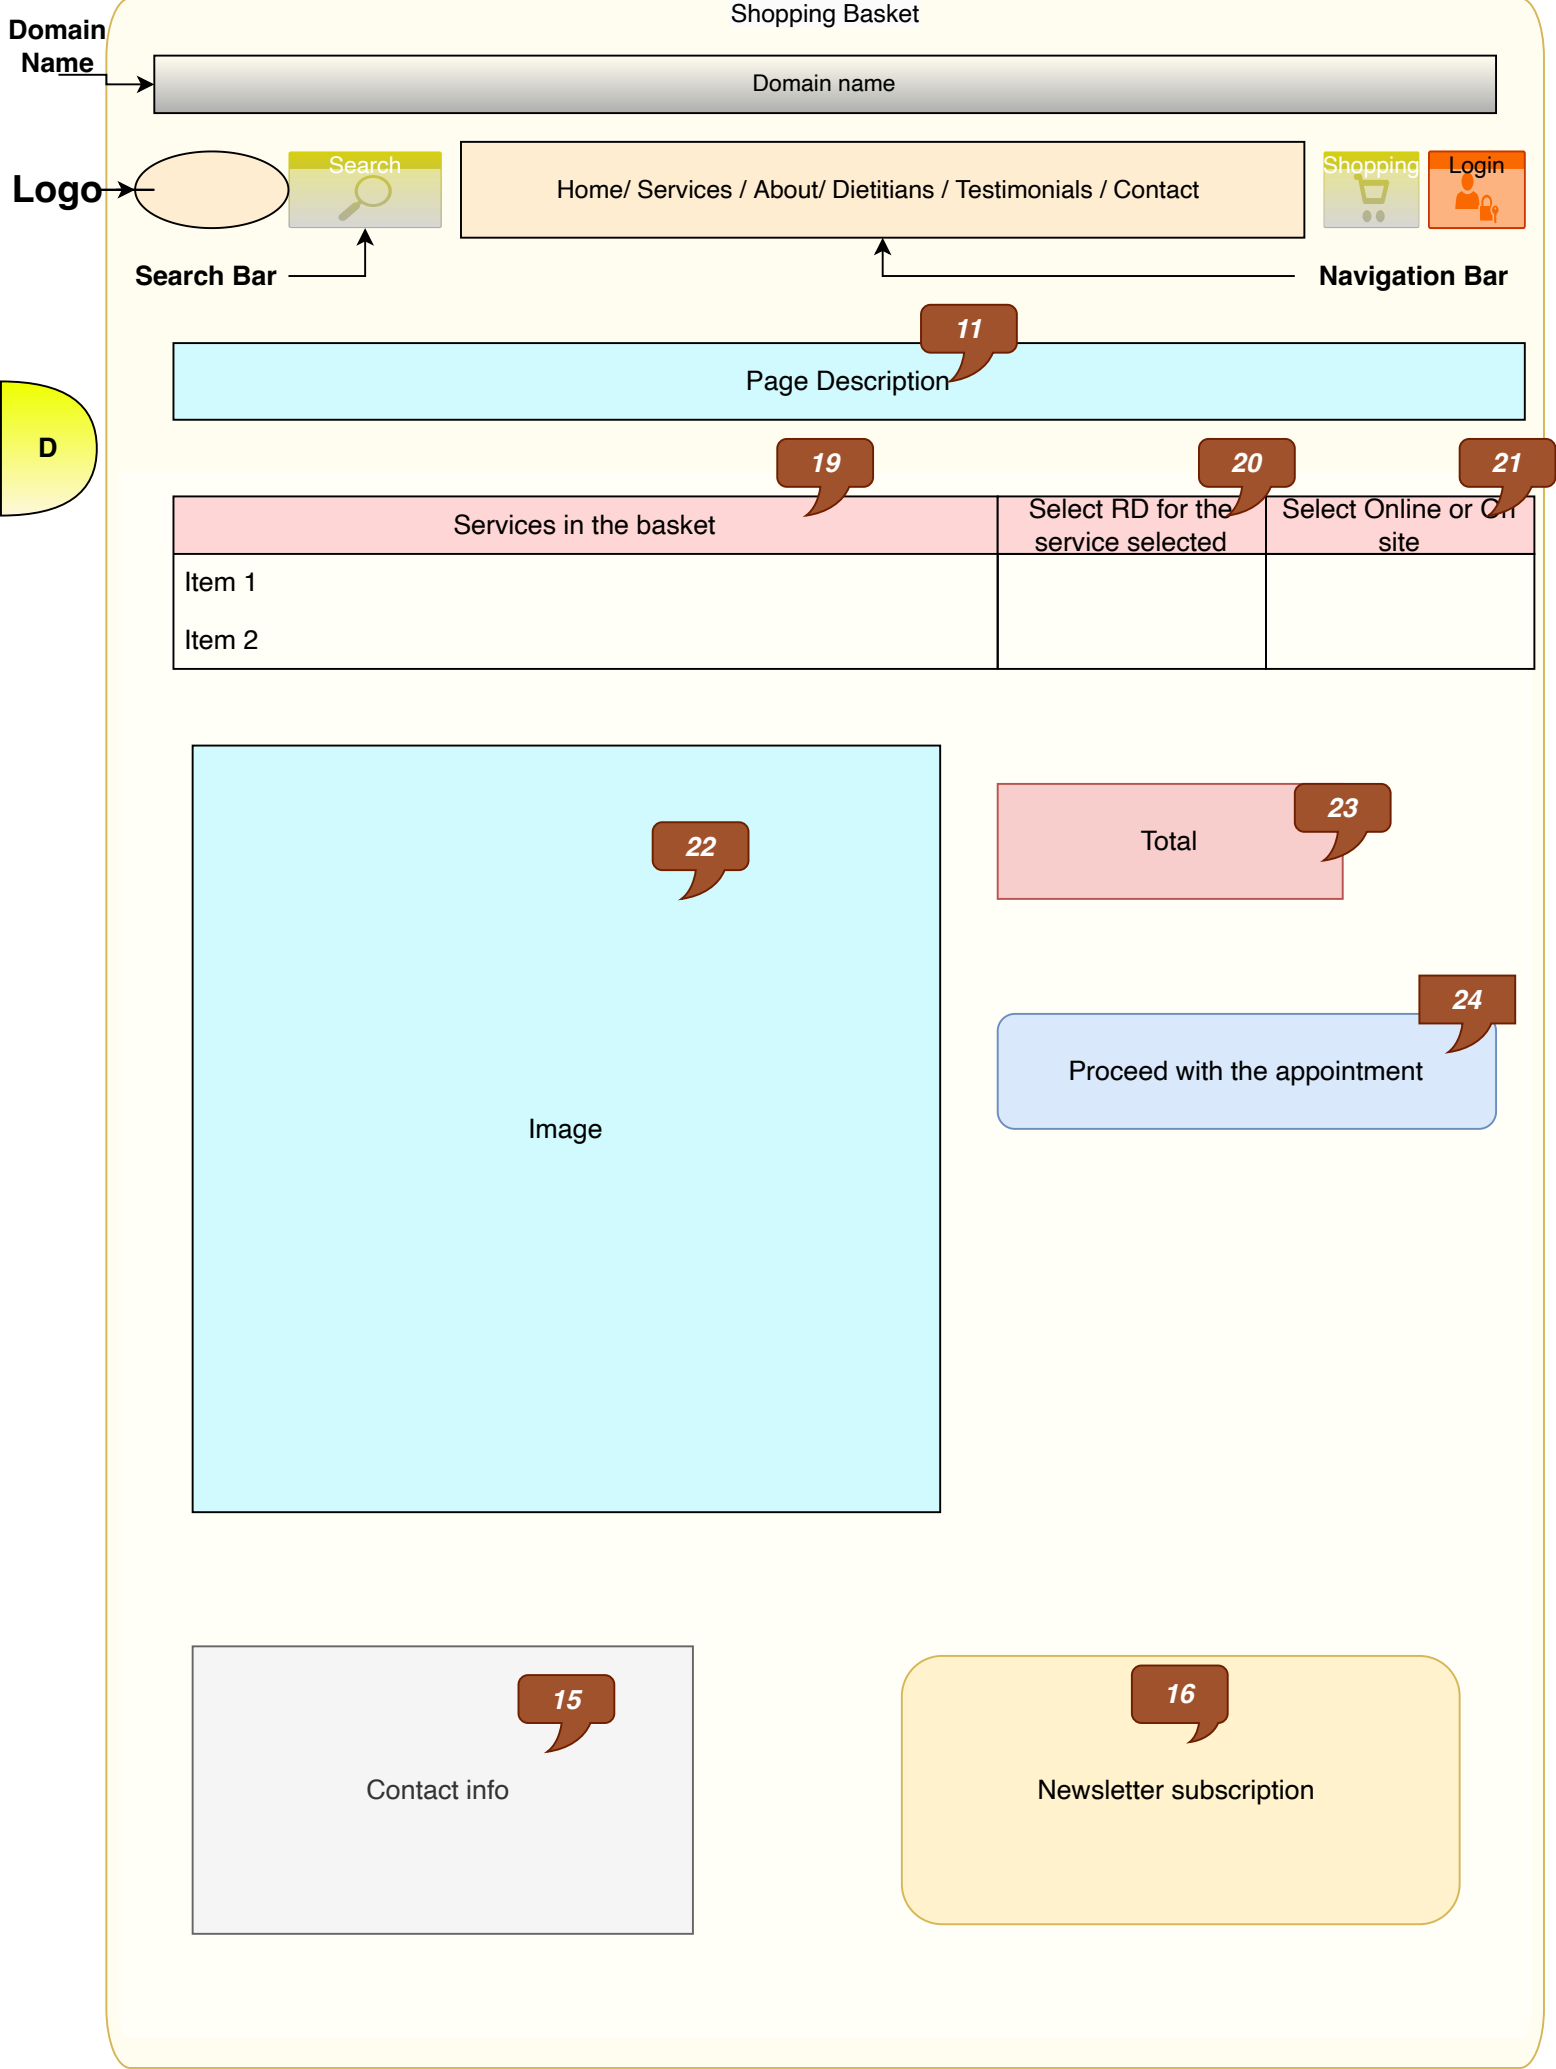 Shopping Basket
Domain
Name
Domain name
Logo
Search
Home/ Services / About/ Dietitians / Testimonials / Contact
Shopping
Login
Search Bar
Navigation Bar
11
Page Description
D
19
20
21
Services in the basket
Select RD for the
service selected
Select Online or On
site
Item 1
Item 2
22
23
Total
24
Proceed with the appointment
Image
15
Contact info
16
Newsletter subscription